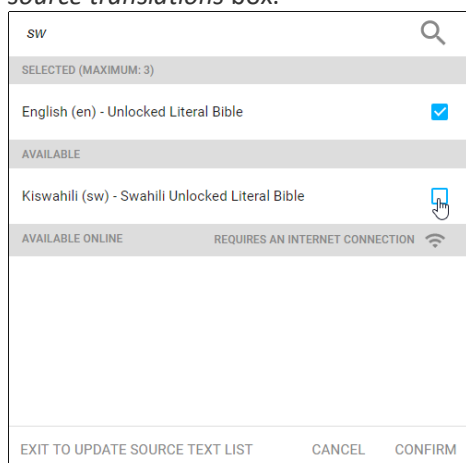 source translations box.
sw
SELECTED (MAXIMUM: 3)
English (en) - Unlocked Literal Bible
AVAILABLE
Kiswahili (sw) - Swahili Unlocked Literal Bible
AVAILABLE ONLINE REQUIRES AN INTERNET CONNECTION
EXIT TO UPDATE SOURCE TEXT LIST CANCEL CONFIRM